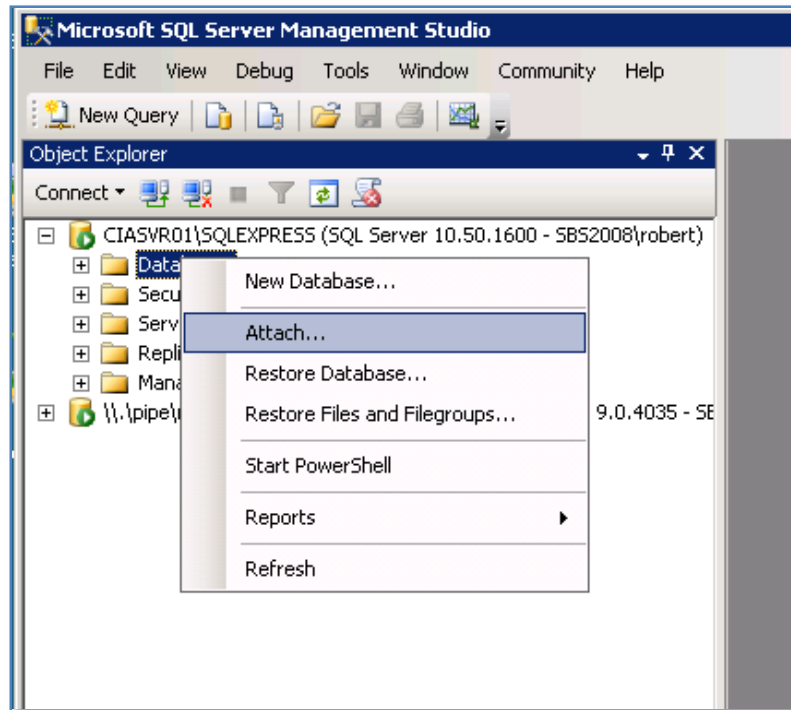 Microsoft SQL Server Management Studio
File Edit View Debug Tools Window Community Help
New Query
Object Explorer
Connect
CIASVR01\SQLEXPRESS (SQL Server 10.50.1600 - SBS2008\robert)
Data
New Database...
Secu
Serv
Attach...
Repli
Restore Database...
Mana
\\.\pipe\
Restore Files and Filegroups...
9.0.4035 - SE
Start PowerShell
Reports
Refresh